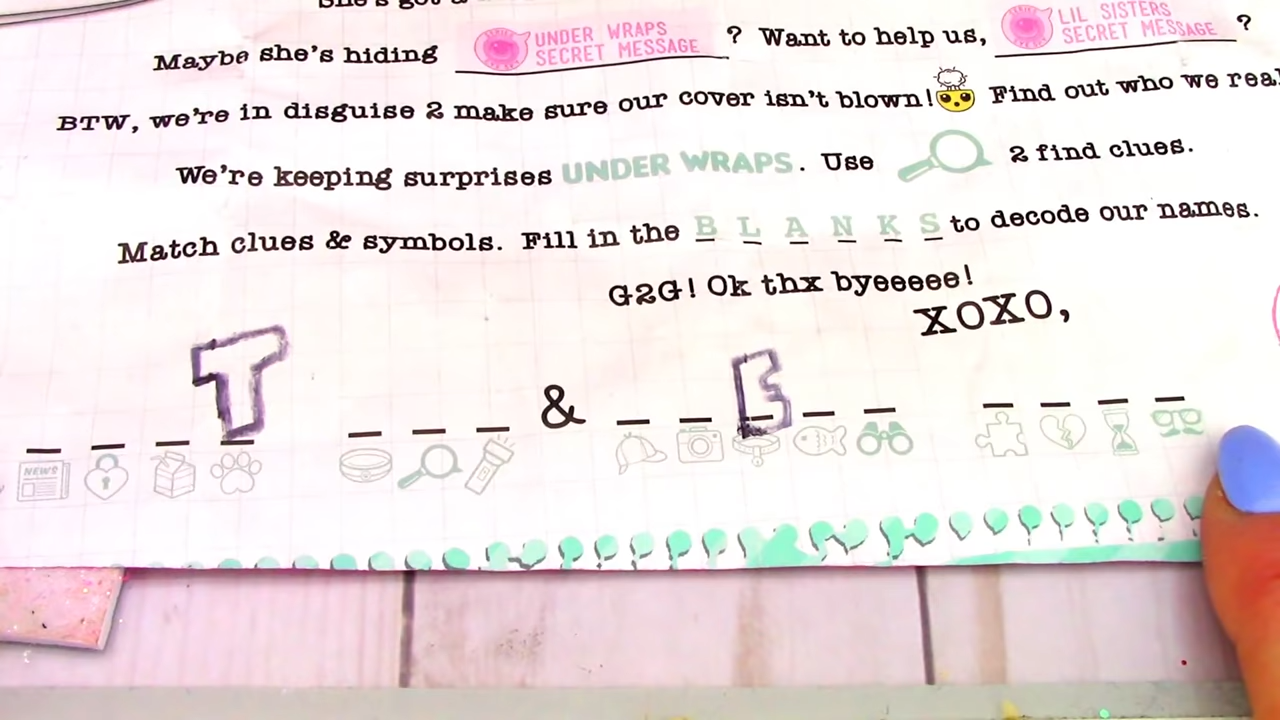 Maybe she's hiding UNDER WRAPS SECRET MESSAGE ? Want to help us, LIL SISTERS SECRET MESSAGE ?
BTW, we're in disguise 2 make sure our cover isn't blown! Find out who we
We're keeping surprises UNDER WRAPS. Use 2 find clues.
Match clues & symbols. Fill in the B L A N K S to decode our names.
G2G! Ok thx byeeeee!
XOXO,
T & E
NEWS